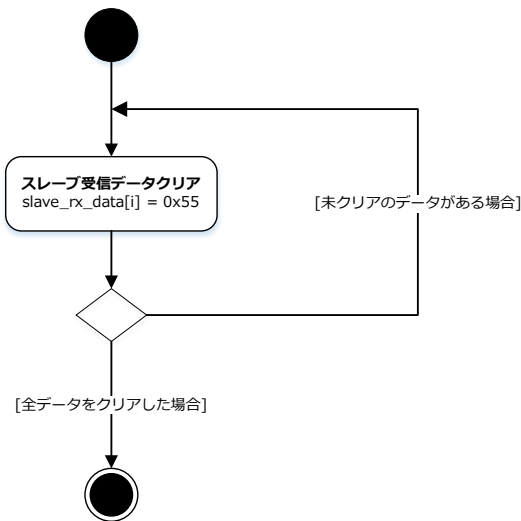 スレーブ受信データクリア
slave_rx_data[i] = 0x55
[未クリアのデータがある場合]
[全データをクリアした場合]